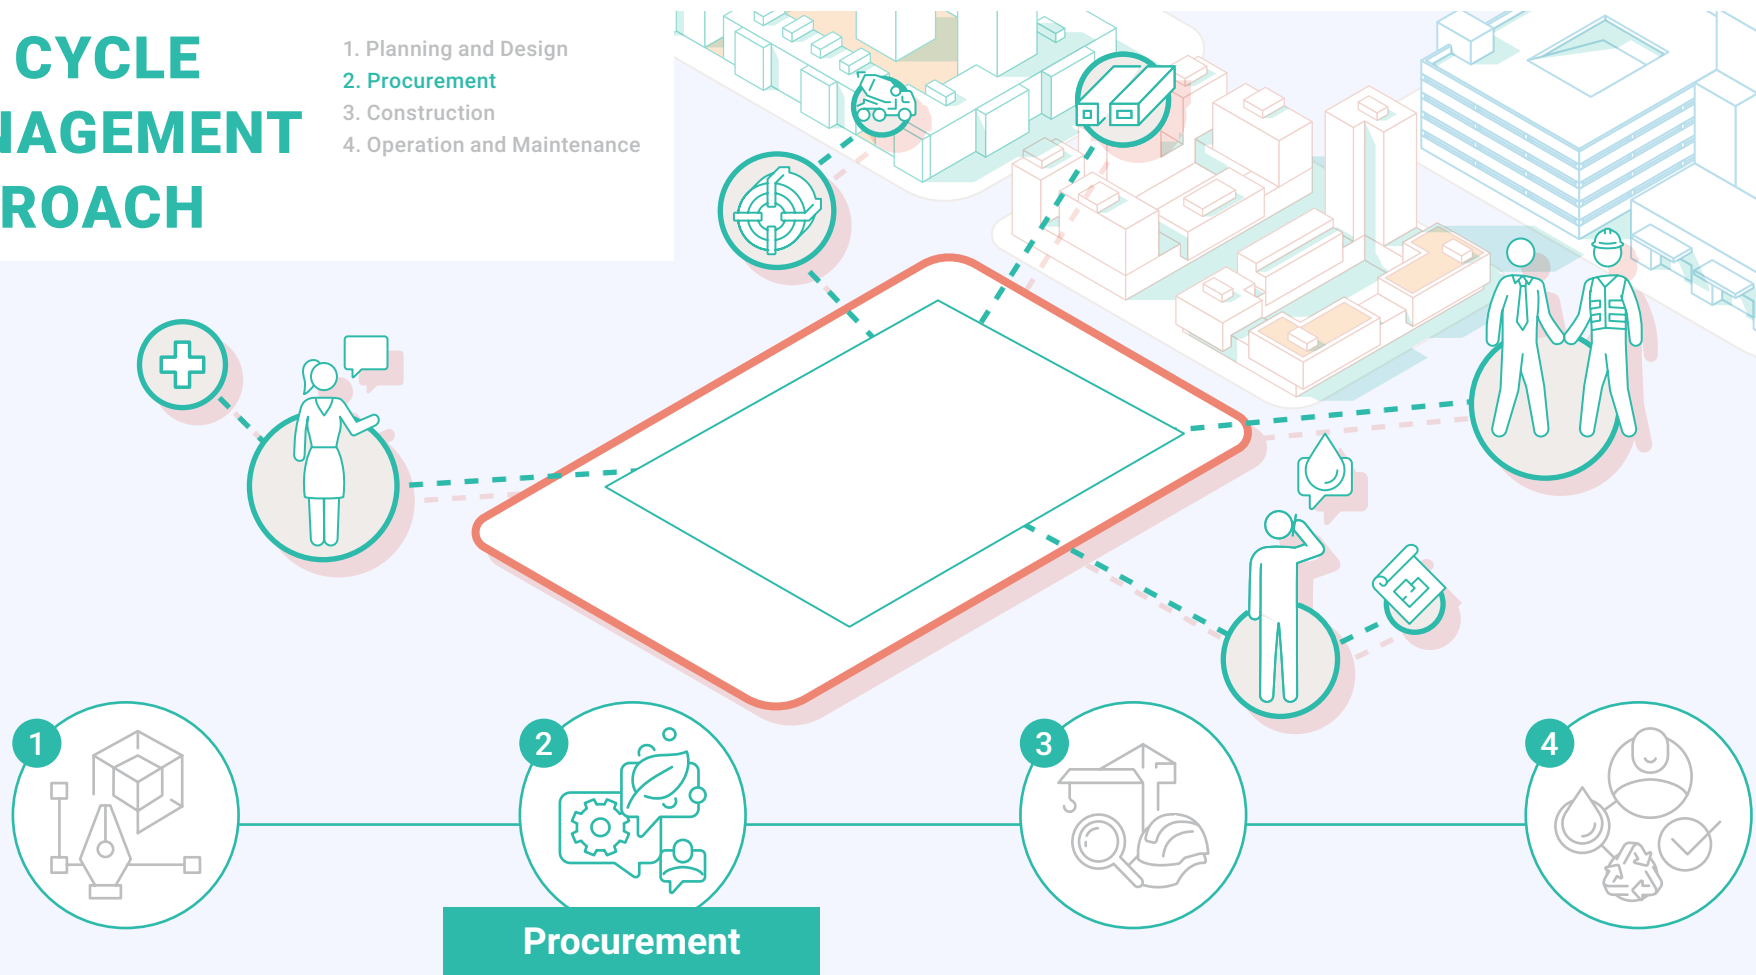 CYCLE
NAGEMENT
ROACH
1. Planning and Design
2. Procurement
3. Construction
4. Operation and Maintenance
1
2
3
4
Procurement